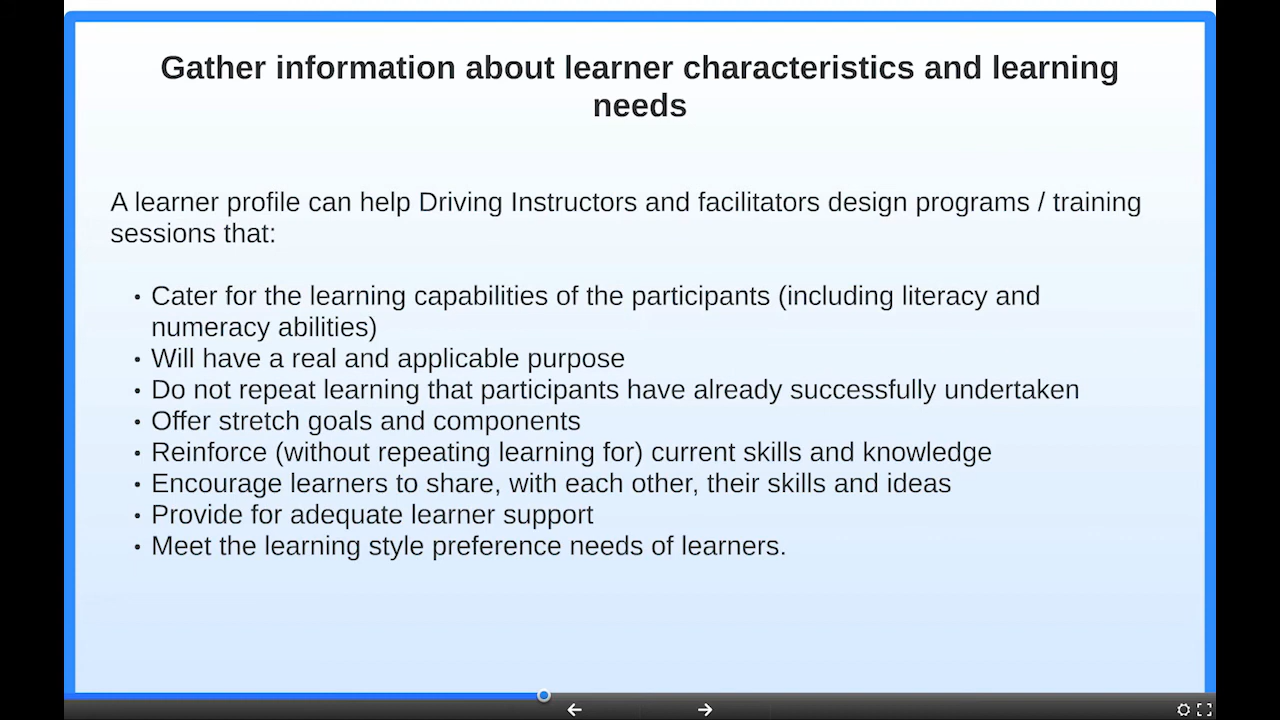 Gather information about learner characteristics and learning
needs
A learner profile can help Driving Instructors and facilitators design programs / training
sessions that:
• Cater for the learning capabilities of the participants (including literacy and
numeracy abilities)
• Will have a real and applicable purpose
• Do not repeat learning that participants have already successfully undertaken
• Offer stretch goals and components
• Reinforce (without repeating learning for) current skills and knowledge
• Encourage learners to share, with each other, their skills and ideas
• Provide for adequate learner support
• Meet the learning style preference needs of learners.